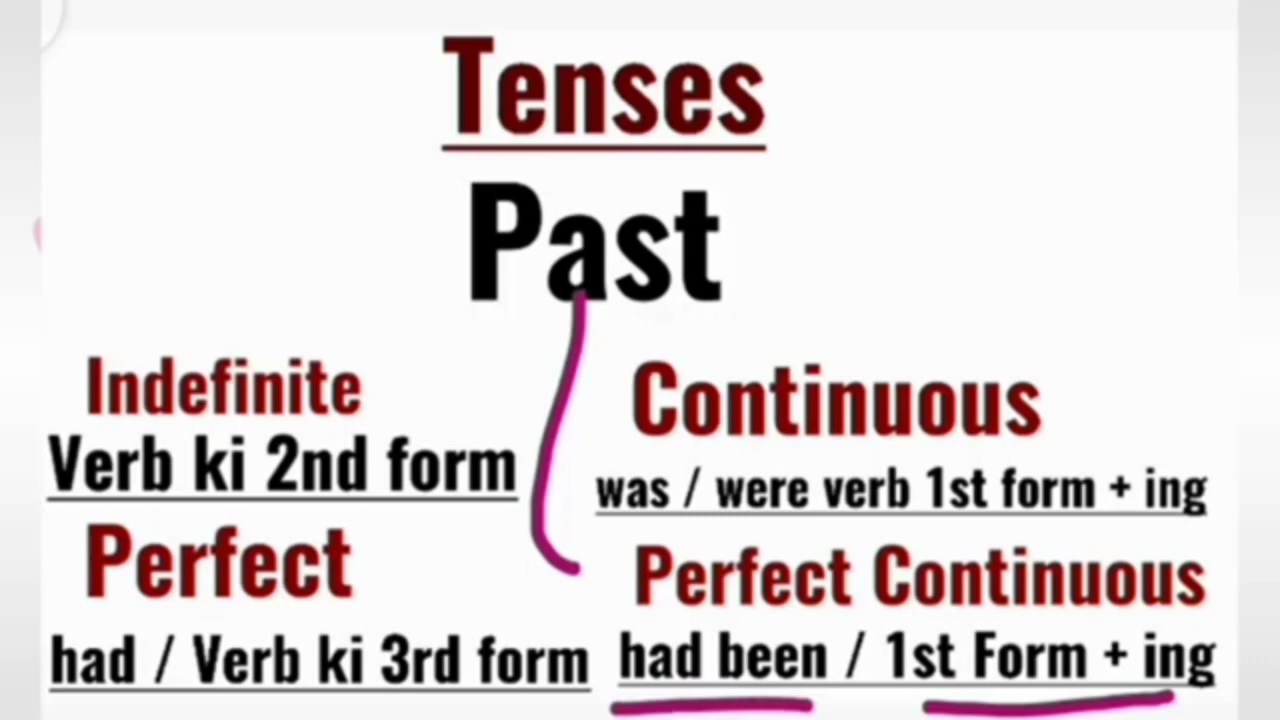 Tenses
Past
Indefinite
Verb ki 2nd form
Continuous
was / were verb 1st form + ing
Perfect
had / Verb ki 3rd form
Perfect Continuous
had been / 1st Form + ing